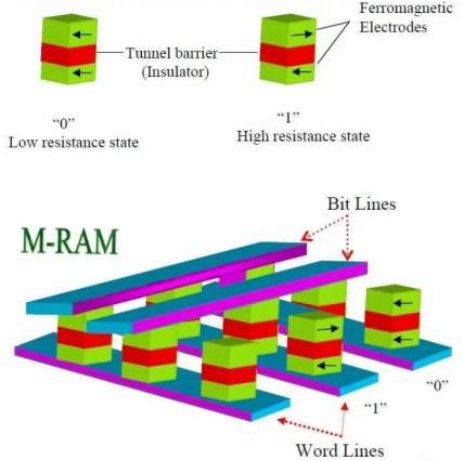 Ferromagnetic
Electrodes
Tunnel barrier
(Insulator)
“0”
Low resistance state
“1”
High resistance state
Bit Lines
M-RAM
“0”
“1”
Word Lines